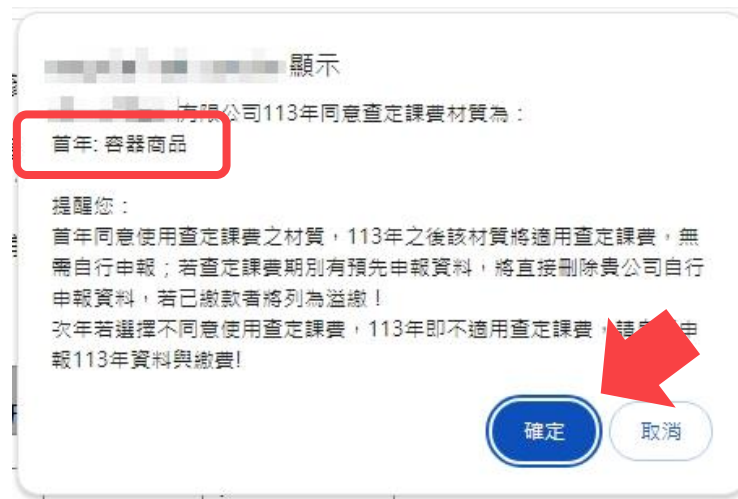 顯示
有限公司113年同意查定課費材質為：
首年: 容器商品
提醒您：
首年同意使用查定課費之材質，113年之後該材質將適用查定課費，無
需自行申報；若查定課費期別有預先申報資料，將直接刪除貴公司自行
申報資料，若已繳款者將列為溢繳！
次年若選擇不同意使用查定課費，113年即不適用查定課費，請 申
報113年資料與繳費!
確定
取消